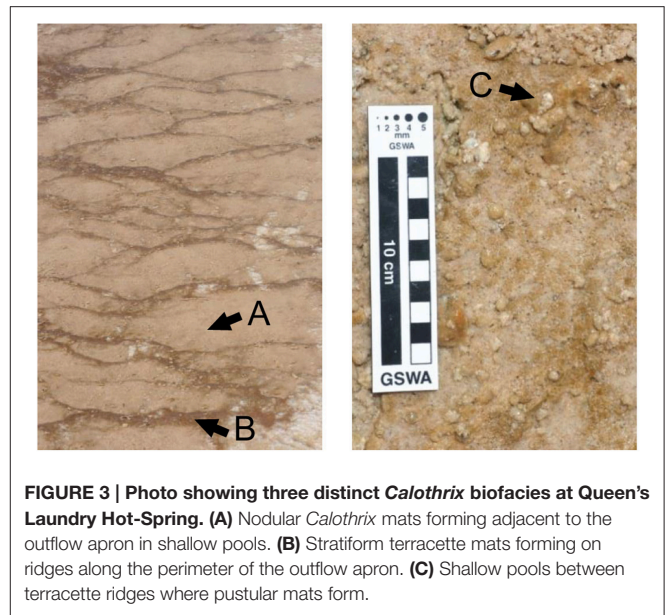 A
B
C
1 2 3 4 5
mm
GSWA
10 cm
GSWA
FIGURE 3 | Photo showing three distinct Calothrix biofacies at Queen's
Laundry Hot-Spring. (A) Nodular Calothrix mats forming adjacent to the
outflow apron in shallow pools. (B) Stratiform terracette mats forming on
ridges along the perimeter of the outflow apron. (C) Shallow pools between
terracette ridges where pustular mats form.